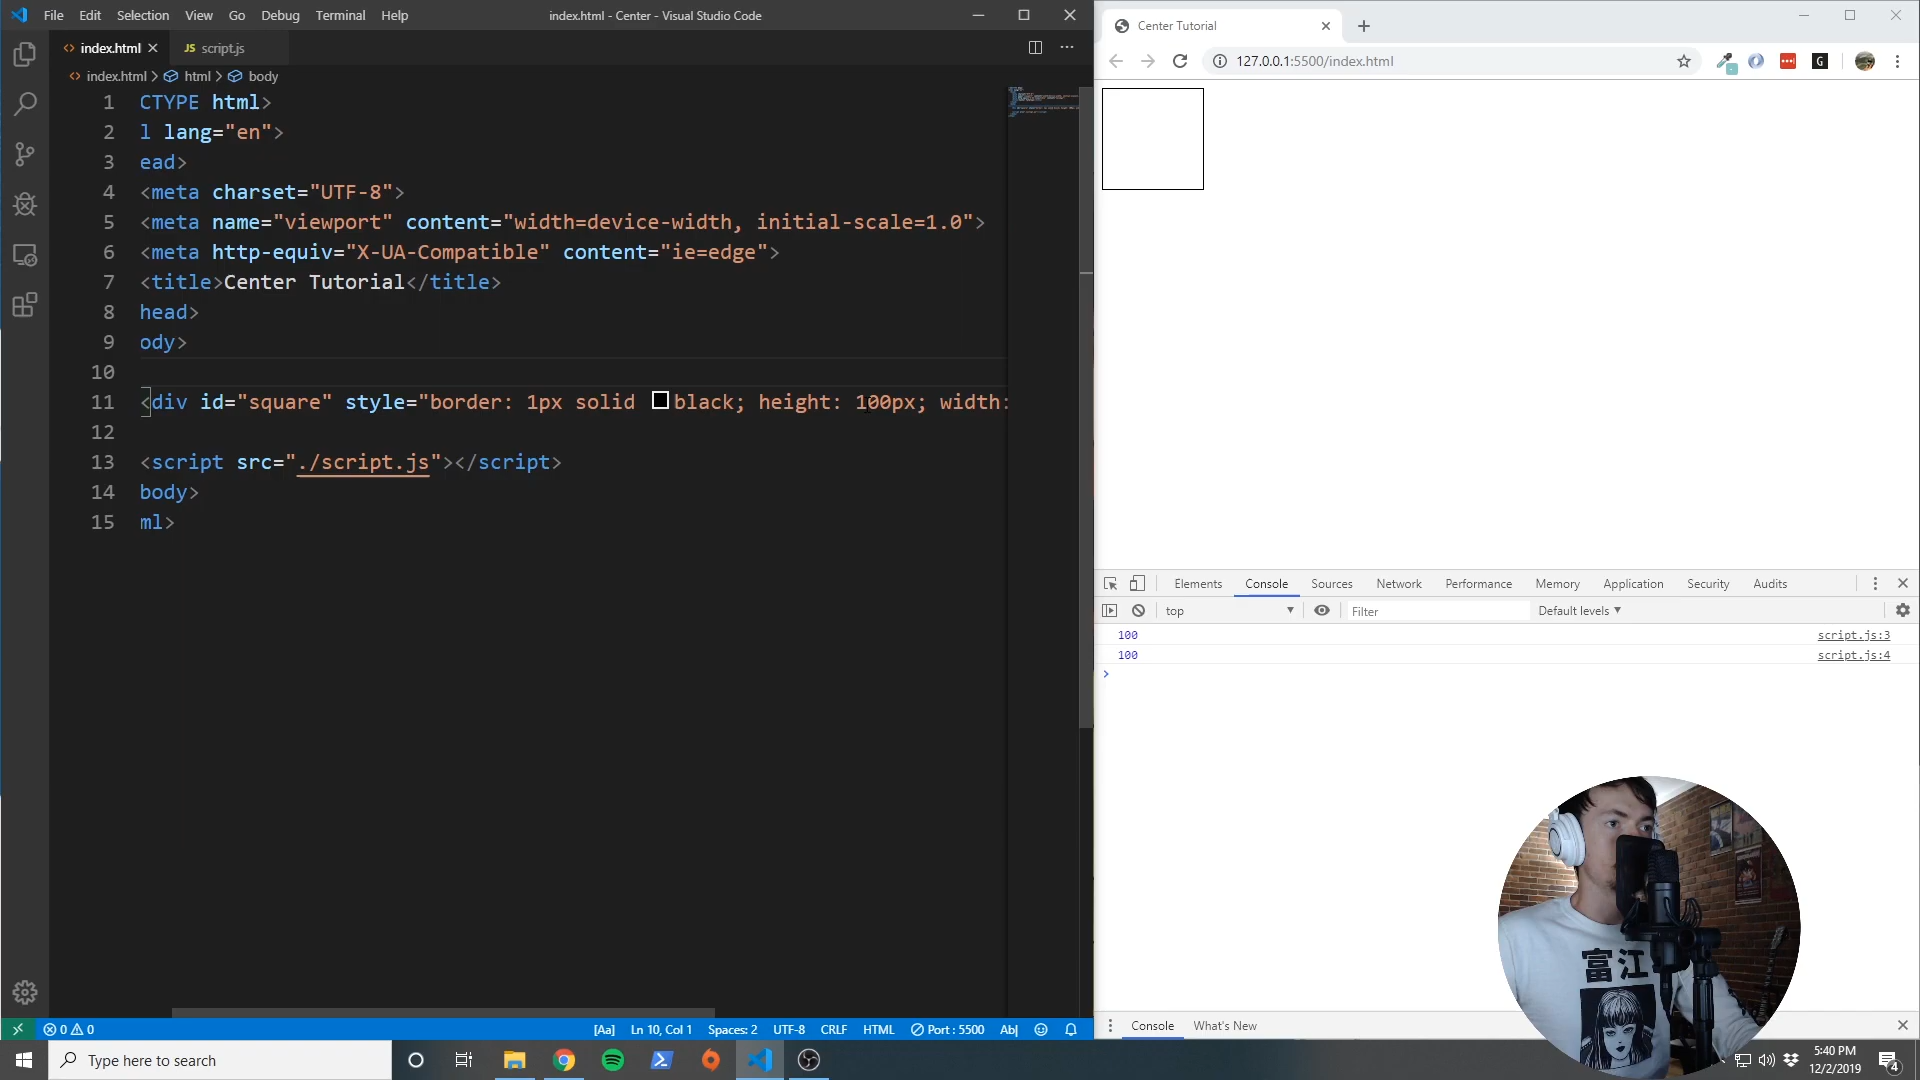 File Edit Selection View Go Debug Terminal Help
index.html - Center - Visual Studio Code
index.html
JS script.js
index.html > html > body
1 CTYPE html>
2 l lang="en">
3 ead>
4 <meta charset="UTF-8">
5 <meta name="viewport" content="width=device-width, initial-scale=1.0">
6 <meta http-equiv="X-UA-Compatible" content="ie=edge">
7 <title>Center Tutorial</title>
8 head>
9 ody>
10
11 <div id="square" style="border: 1px solid black; height: 100px; width:
12
13 <script src="./script.js"></script>
14 body>
15 ml>
0 0
[Aa] Ln 10, Col 1 Spaces: 2 UTF-8 CRLF HTML Port : 5500 Ab|
Center Tutorial
127.0.0.1:5500/index.html
G
Elements Console Sources Network Performance Memory Application Security Audits
top Filter Default levels
100 script.js:3
100 script.js:4
富江
Console What's New
Type here to search
5:40 PM
12/2/2019
4